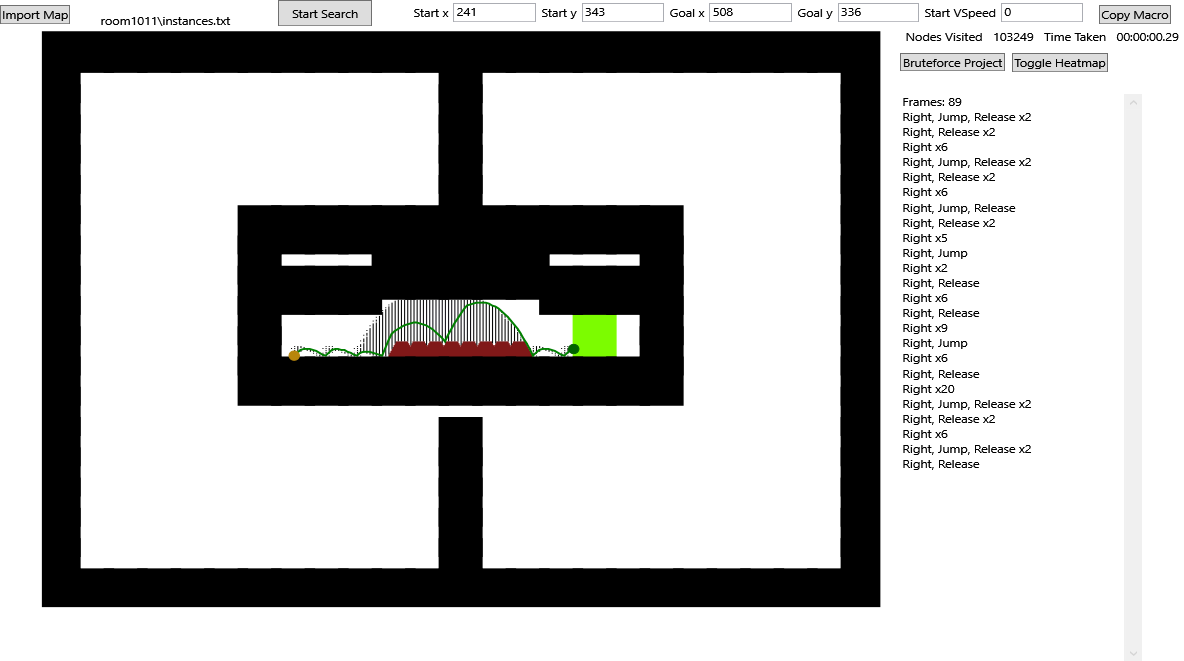 Import Map
room1011\instances.txt
Start Search
Start x 241 Start y 343 Goal x 508 Goal y 336 Start VSpeed 0
Copy Macro
Nodes Visited 103249 Time Taken 00:00:00.29
Bruteforce Project Toggle Heatmap
Frames: 89
Right, Jump, Release x2
Right, Release x2
Right x6
Right, Jump, Release x2
Right, Release x2
Right x6
Right, Jump, Release
Right, Release x2
Right x5
Right, Jump
Right x2
Right, Release
Right x6
Right, Release
Right x9
Right, Jump
Right x6
Right, Release
Right x20
Right, Jump, Release x2
Right, Release x2
Right x6
Right, Jump, Release x2
Right, Release